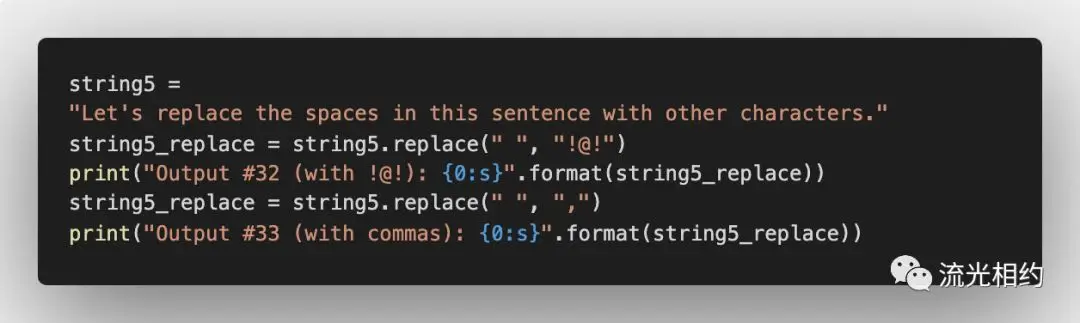 string5 =
"Let's replace the spaces in this sentence with other characters."
string5_replace = string5.replace(" ", "!@!")
print("Output #32 (with !@!): {0:s}".format(string5_replace))
string5_replace = string5.replace(" ", ",")
print("Output #33 (with commas): {0:s}".format(string5_replace))
流光相约